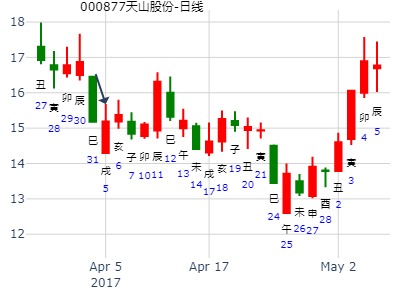 000877天山股份-日线
18
17
16
15
14
13
12
丑
27
寅
28
卯
29
辰
30
巳
31
戌
5
亥
6
子
7
卯
10
辰
11
巳
12
午
13
未
14
戌
17
亥
18
子
19
丑
20
寅
21
巳
24
午
25
未
26
申
27
酉
28
丑
2
寅
3
卯
4
辰
5
Apr 5
2017
Apr 17
May 2